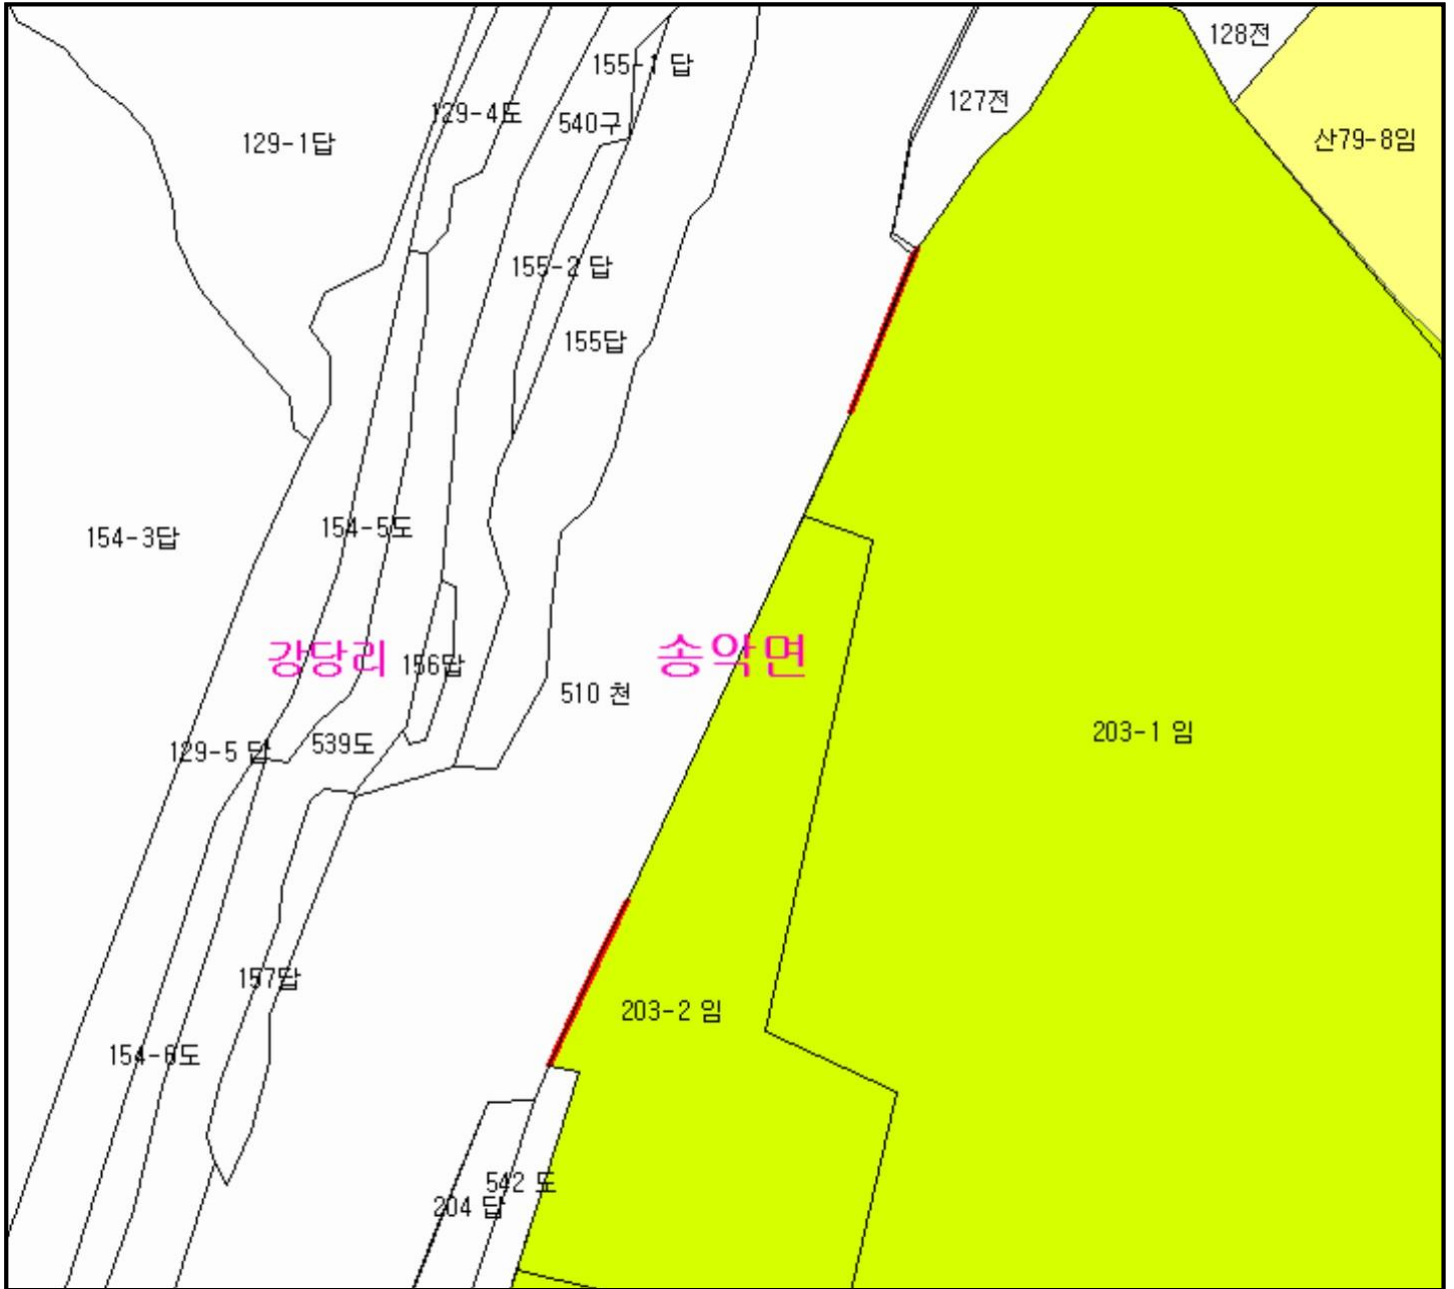 128전
155-1 답
127전
129-4도
540구
산79-8임
129-1답
155-2 답
155답
154-5도
154-3답
강당리
156답
송악면
510 천
203-1 임
129-5 답
539도
157답
203-2 임
154-6도
542 도
204 답